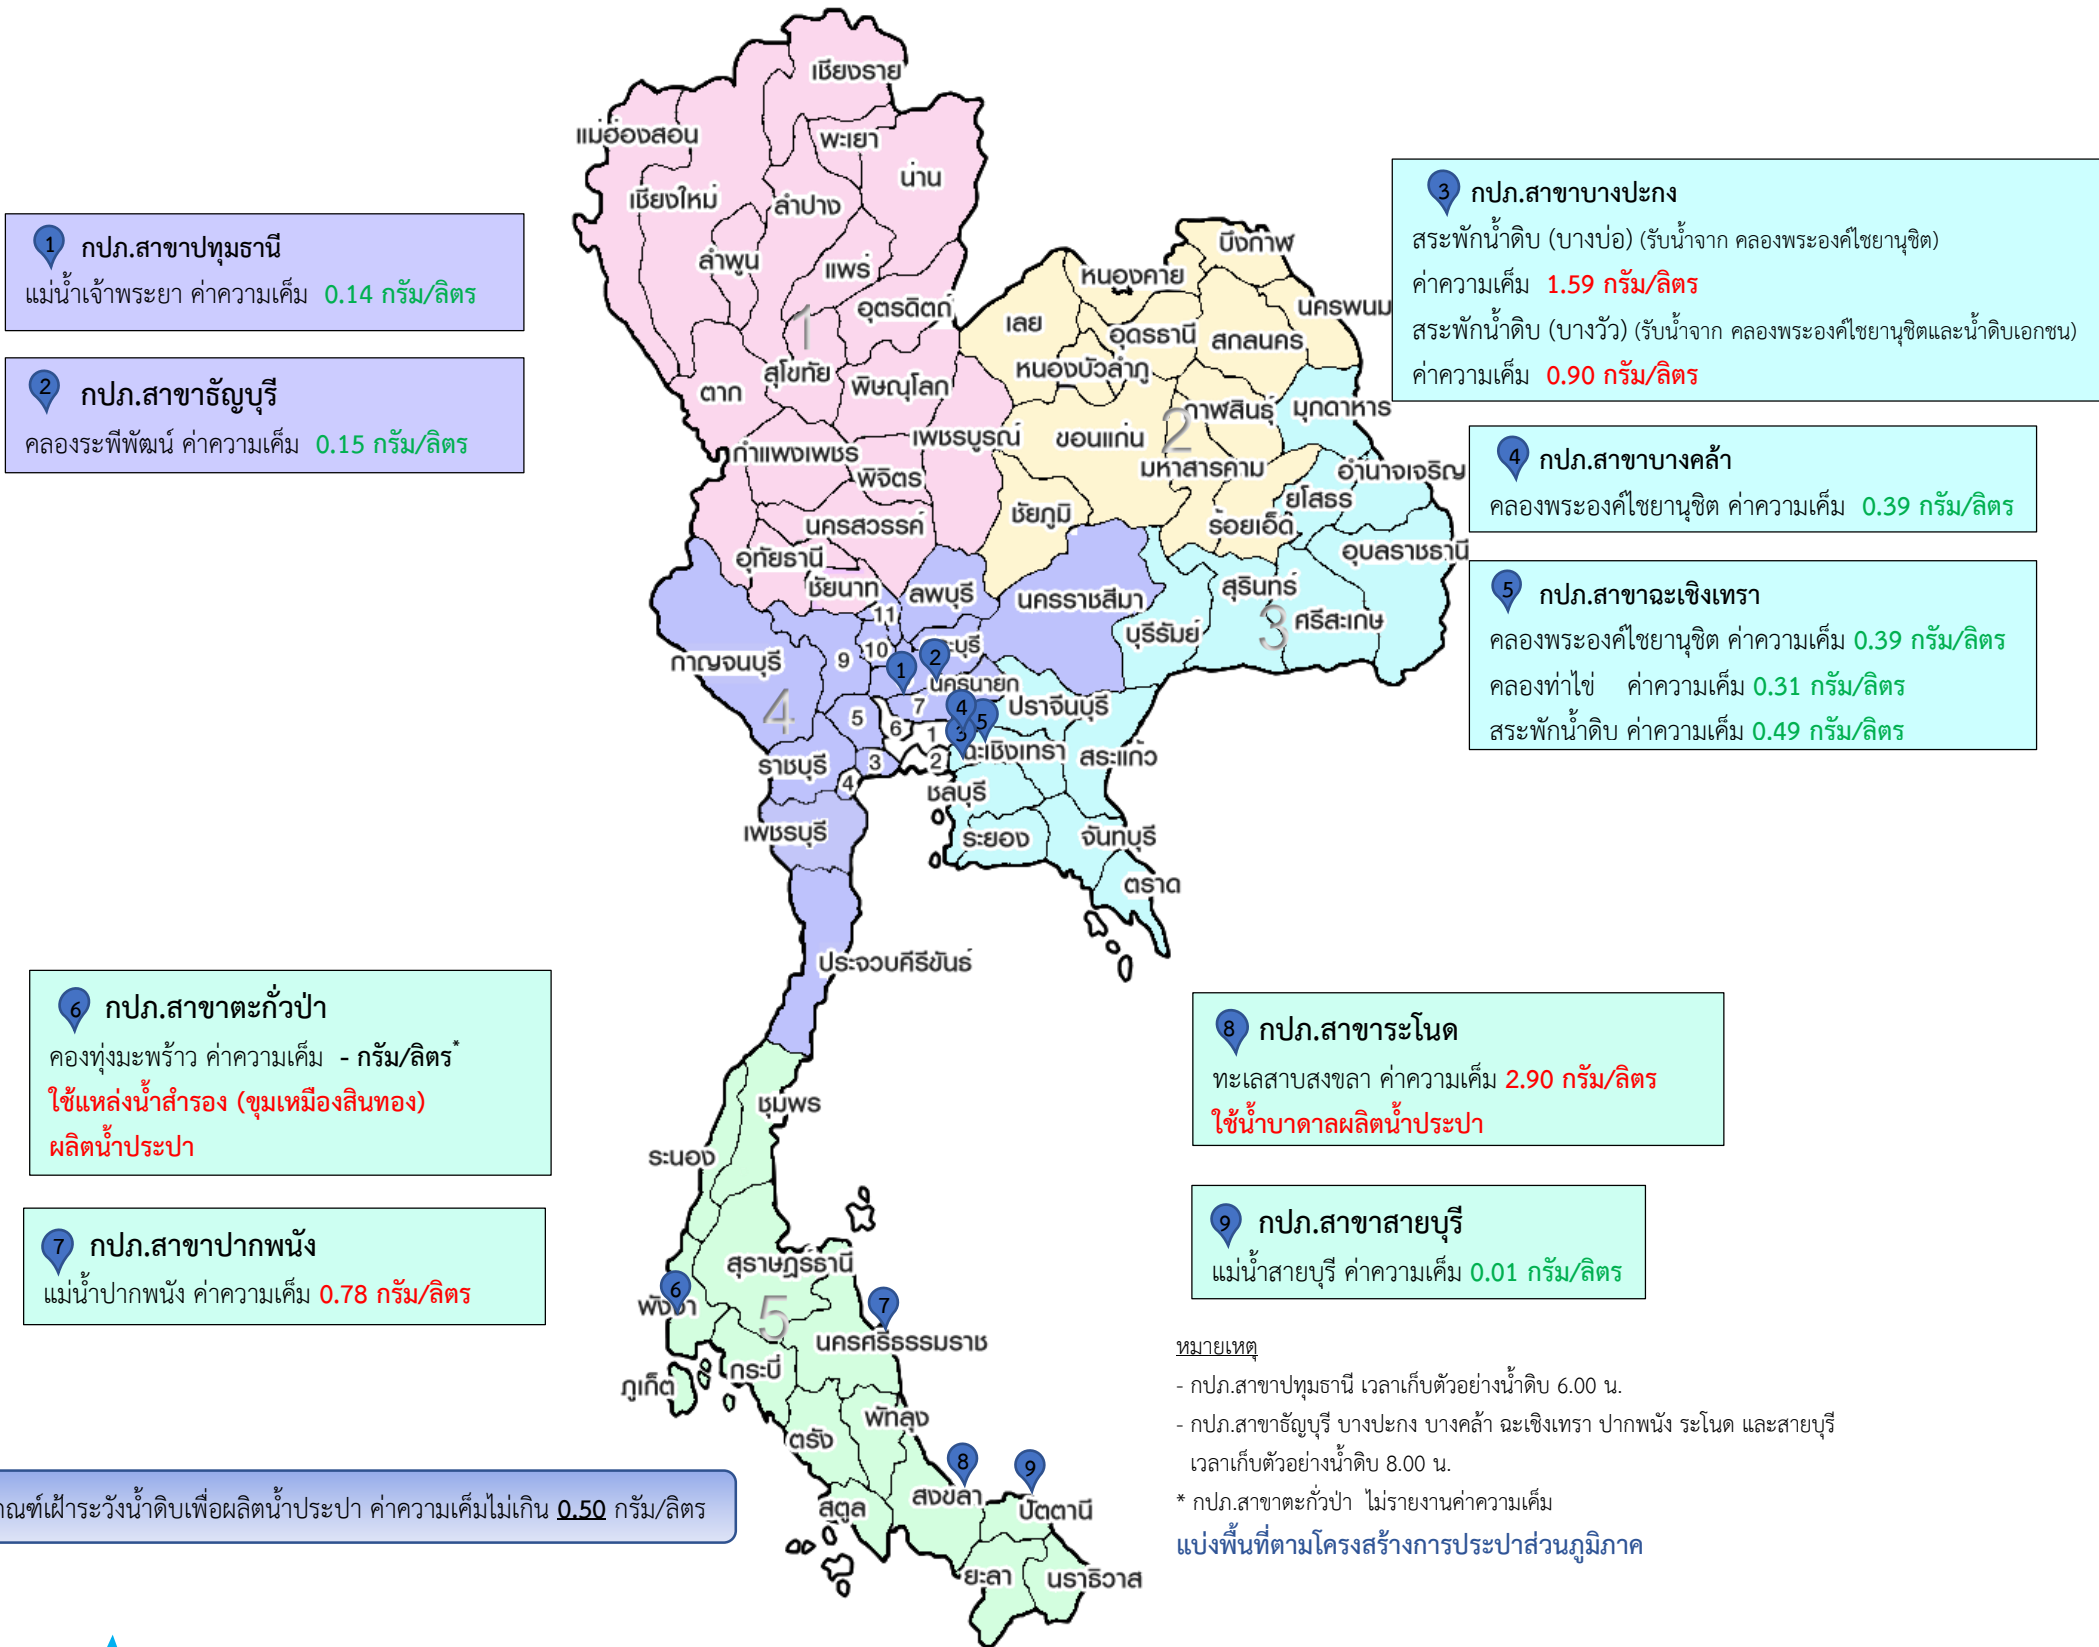 เชียงราย
แม่ฮ่องสอน
พะเยา
น่าน
เชียงใหม่
ลำปาง
ลำพูน
แพร่
อุตรดิตถ์
1
ตาก
สุโขทัย
พิษณุโลก
เพชรบูรณ์
กำแพงเพชร
พิจิตร
นครสวรรค์
อุทัยธานี
ชัยนาท
บึงกาฬ
หนองคาย
นครพนม
เลย
อุดรธานี
สกลนคร
หนองบัวลำภู
กาฬสินธุ์
มุกดาหาร
2
ขอนแก่น
มหาสารคาม
อำนาจเจริญ
ยโสธร
ชัยภูมิ
ร้อยเอ็ด
อุบลราชธานี
สุรินทร์
ศรีสะเกษ
3
บุรีรัมย์
นครราชสีมา
ลพบุรี
11
10
9
ะบุรี
1
2
กาญจนบุรี
4
นครนายก
7
5
6
1
4
5
3
ปราจีนบุรี
ฉะเชิงเทรา
สระแก้ว
2
3
4
ราชบุรี
ชลบุรี
เพชรบุรี
ระยอง
จันทบุรี
ตราด
ประจวบคีรีขันธ์
ชุมพร
ระนอง
สุราษฎร์ธานี
6
พังงา
5
7
นครศรีธรรมราช
กระบี่
ภูเก็ต
พัทลุง
ตรัง
8
9
สงขลา
ปัตตานี
สตูล
ยะลา
นราธิวาส
1 กปภ.สาขาปทุมธานี
แม่น้ำเจ้าพระยา ค่าความเค็ม 0.14 กรัม/ลิตร
2 กปภ.สาขาธัญบุรี
คลองระพีพัฒน์ ค่าความเค็ม 0.15 กรัม/ลิตร
3 กปภ.สาขาบางปะกง
สระพักน้ำดิบ (บางบ่อ) (รับน้ำจาก คลองพระองค์ไชยานุชิต)
ค่าความเค็ม 1.59 กรัม/ลิตร
สระพักน้ำดิบ (บางวัว) (รับน้ำจาก คลองพระองค์ไชยานุชิตและน้ำดิบเอกชน)
ค่าความเค็ม 0.90 กรัม/ลิตร
4 กปภ.สาขาบางคล้า
คลองพระองค์ไชยานุชิต ค่าความเค็ม 0.39 กรัม/ลิตร
5 กปภ.สาขาฉะเชิงเทรา
คลองพระองค์ไชยานุชิต ค่าความเค็ม 0.39 กรัม/ลิตร
คลองท่าไข่ ค่าความเค็ม 0.31 กรัม/ลิตร
สระพักน้ำดิบ ค่าความเค็ม 0.49 กรัม/ลิตร
6 กปภ.สาขาตะกั่วป่า
คองทุ่งมะพร้าว ค่าความเค็ม - กรัม/ลิตร*
ใช้แหล่งน้ำสำรอง (ขุมเหมืองสินทอง)
ผลิตน้ำประปา
7 กปภ.สาขาปากพนัง
แม่น้ำปากพนัง ค่าความเค็ม 0.78 กรัม/ลิตร
8 กปภ.สาขาระโนด
ทะเลสาบสงขลา ค่าความเค็ม 2.90 กรัม/ลิตร
ใช้น้ำบาดาลผลิตน้ำประปา
9 กปภ.สาขาสายบุรี
แม่น้ำสายบุรี ค่าความเค็ม 0.01 กรัม/ลิตร
หมายเหตุ
- กปภ.สาขาปทุมธานี เวลาเก็บตัวอย่างน้ำดิบ 6.00 น.
- กปภ.สาขาธัญบุรี บางปะกง บางคล้า ฉะเชิงเทรา ปากพนัง ระโนด และสายบุรี
เวลาเก็บตัวอย่างน้ำดิบ 8.00 น.
* กปภ.สาขาตะกั่วป่า ไม่รายงานค่าความเค็ม
แบ่งพื้นที่ตามโครงสร้างการประปาส่วนภูมิภาค
ณฑ์เฝ้าระวังน้ำดิบเพื่อผลิตน้ำประปา ค่าความเค็มไม่เกิน 0.50 กรัม/ลิตร